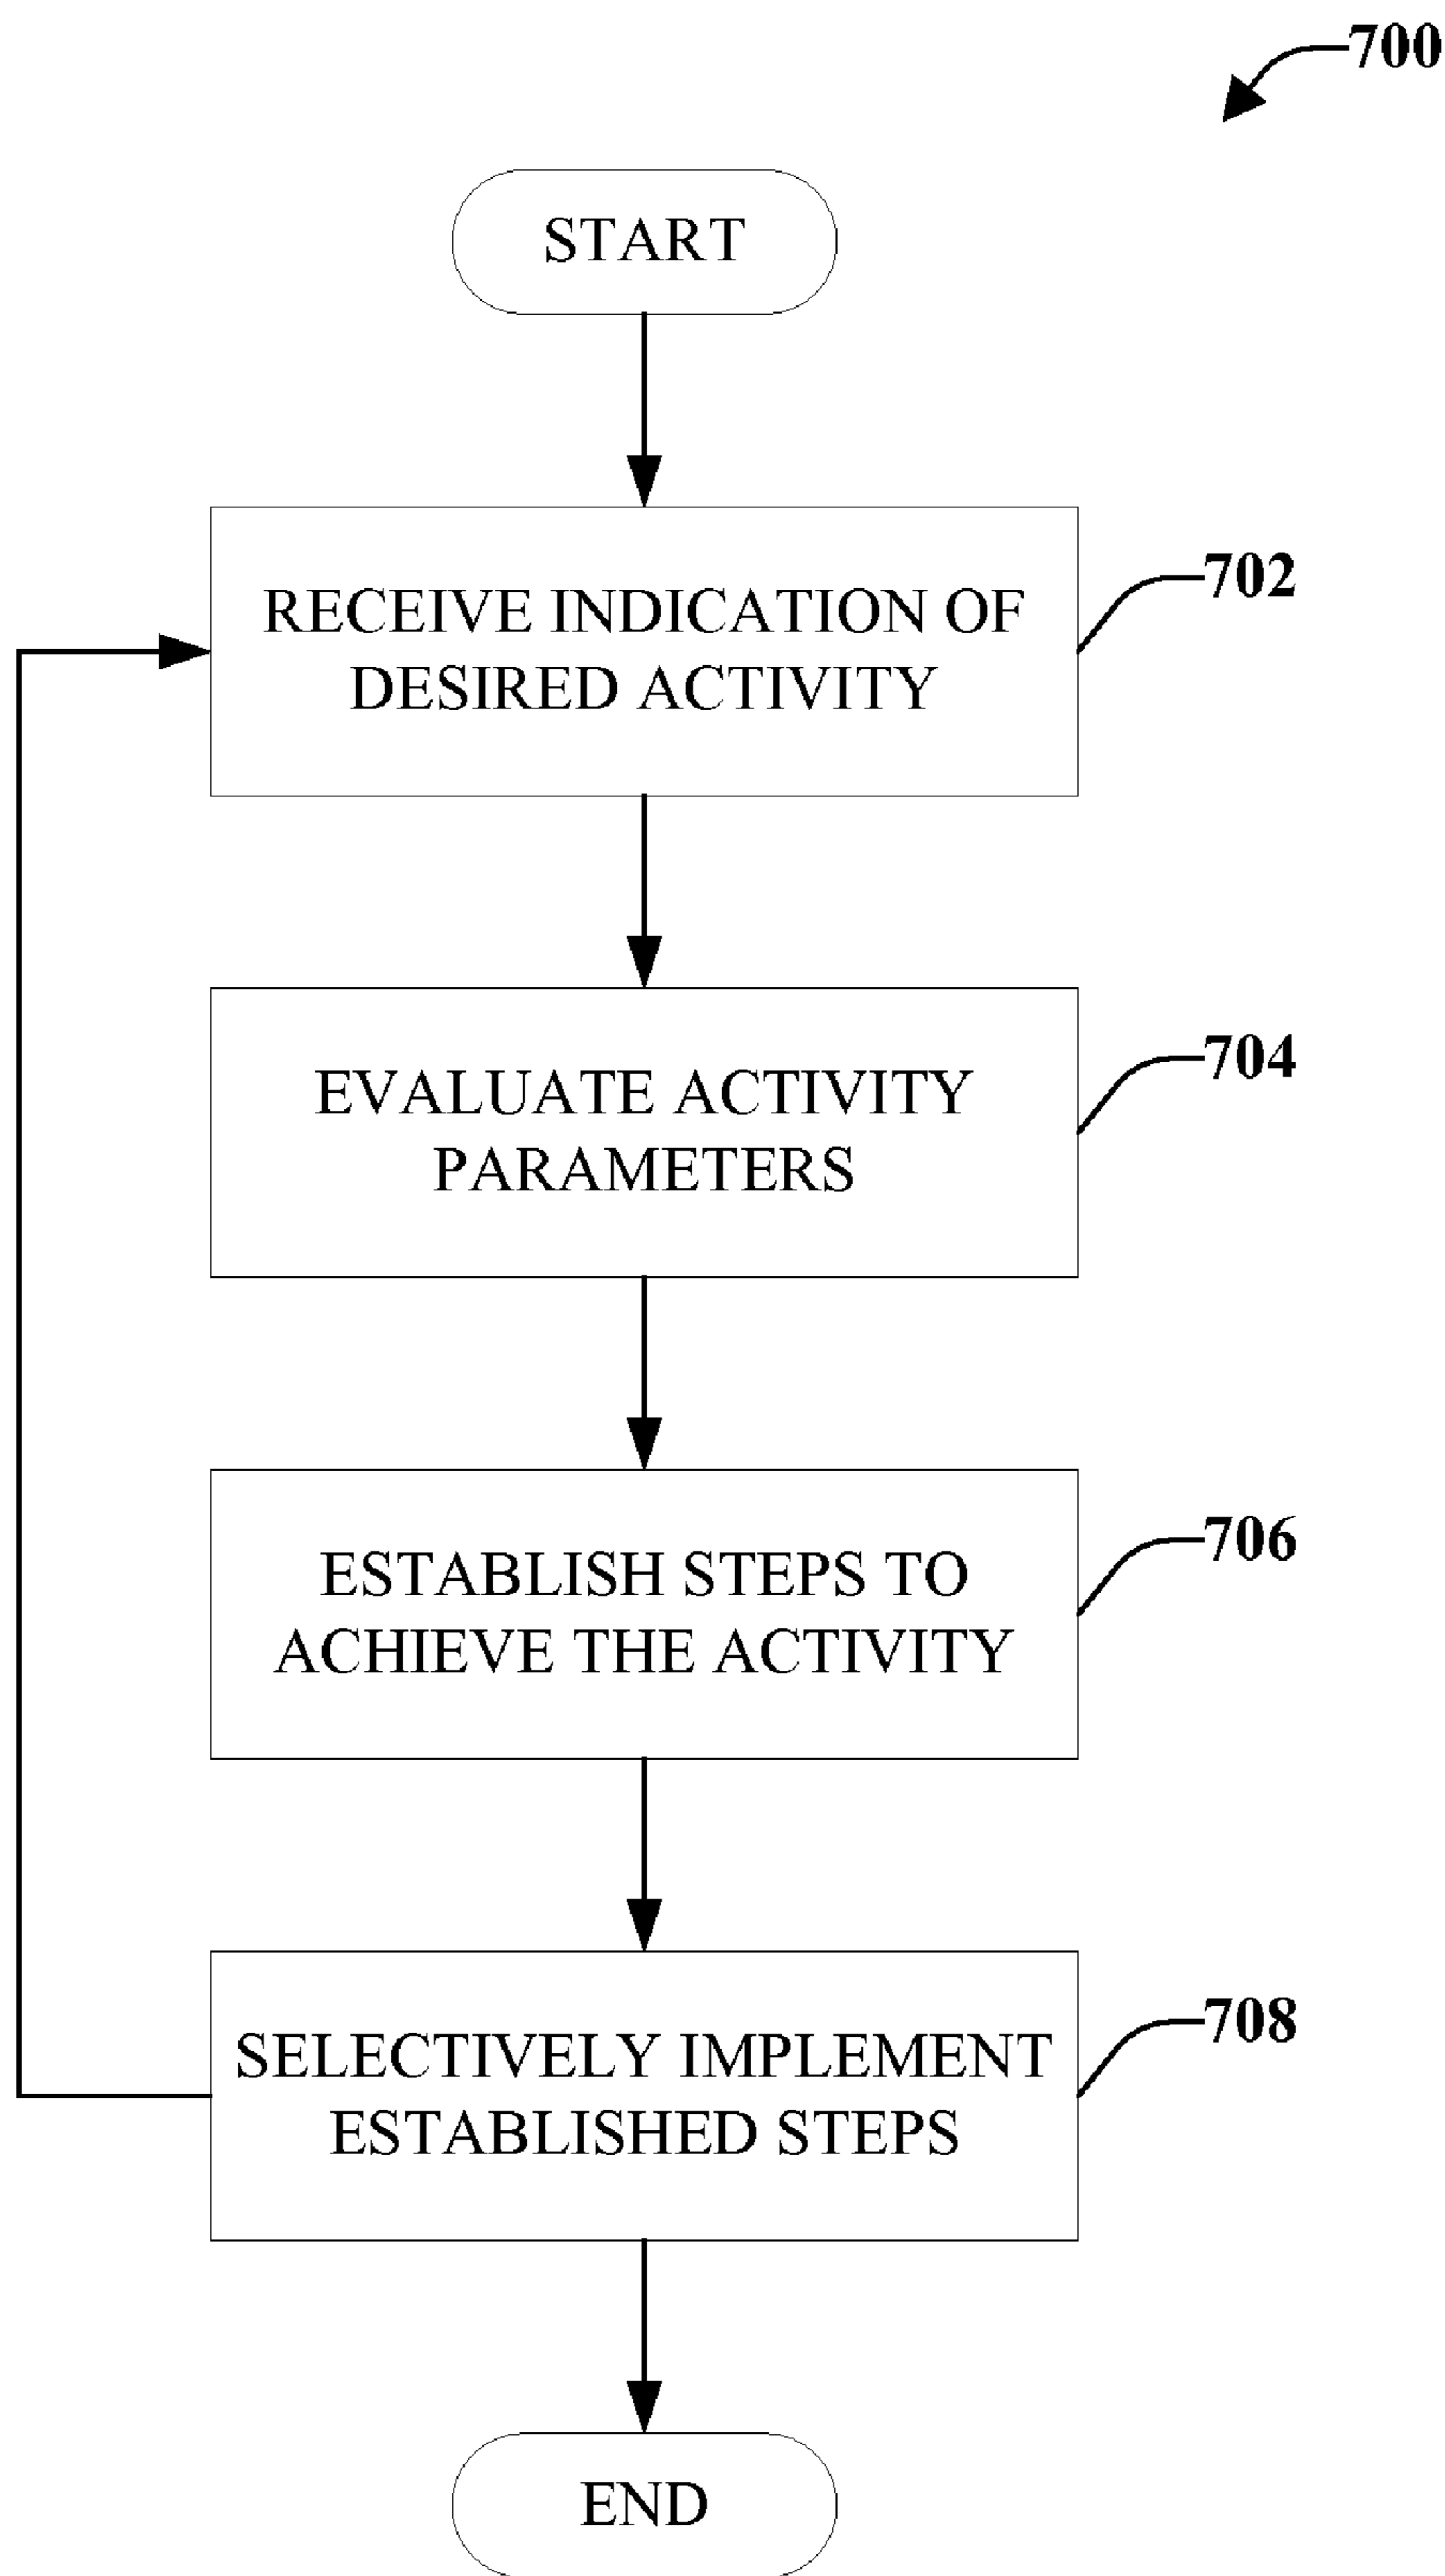 700
START
RECEIVE INDICATION OF
DESIRED ACTIVITY
702
EVALUATE ACTIVITY
PARAMETERS
704
ESTABLISH STEPS TO
ACHIEVE THE ACTIVITY
706
SELECTIVELY IMPLEMENT
ESTABLISHED STEPS
708
END